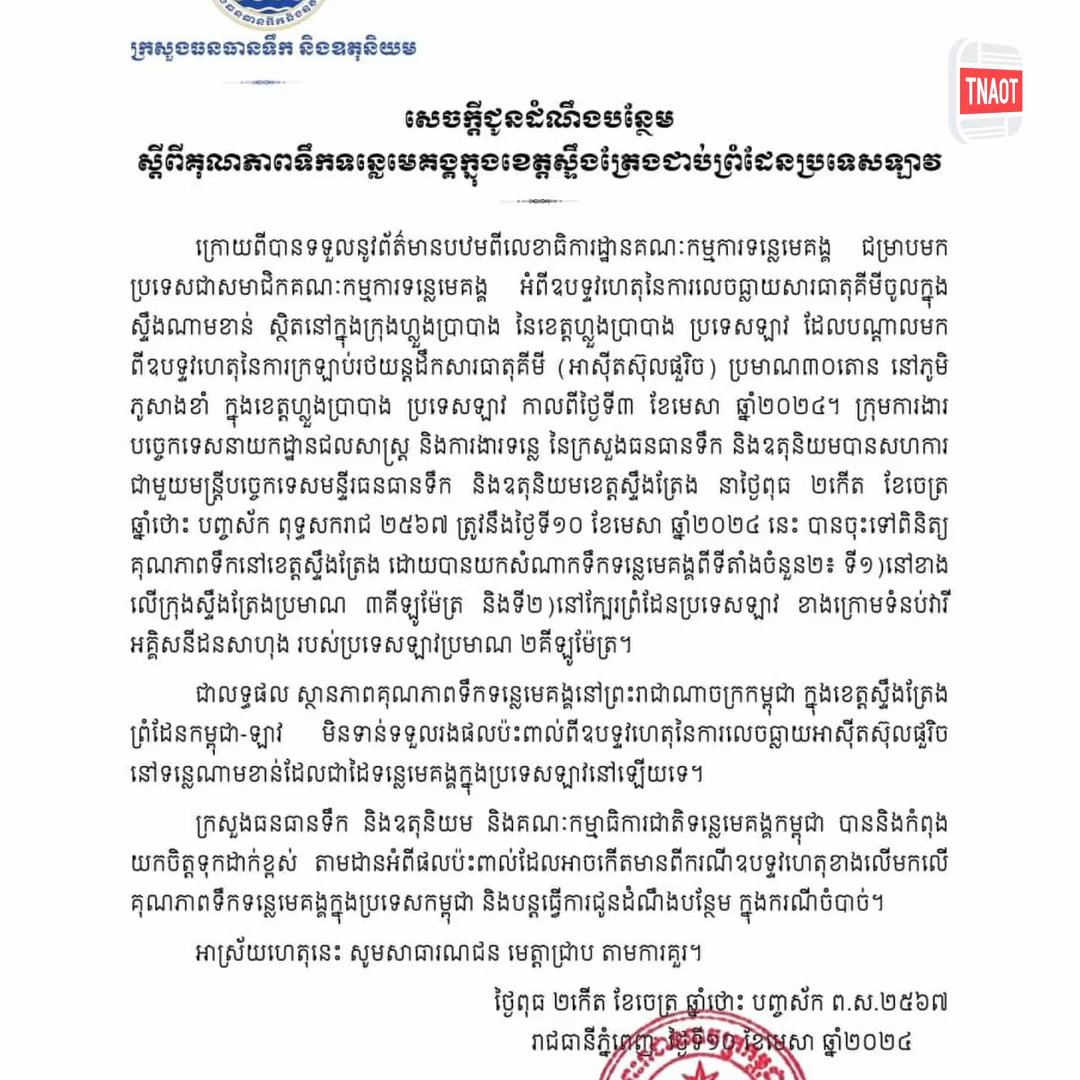 ក្រសួងធនធានទឹក និងឧតុនិយម
TNAOT
សេចក្តីជូនដំណឹងបន្ថែម
ស្តីពីគុណភាពទឹកទន្លេមេគង្គក្នុងខេត្តស្ទឹងត្រែងជាប់ព្រំដែនប្រទេសឡាវ
ក្រោយពីបានទទួលនូវព័ត៌មានបឋមពីលេខាធិការដ្ឋានគណៈកម្មការទន្លេមេគង្គ ជម្រាបមក
ប្រទេសជាសមាជិកគណៈកម្មការទន្លេមេគង្គ អំពីឧបទ្ទវហេតុនៃការលេចធ្លាយសារធាតុគីមីចូលក្នុង
ស្ទឹងណាមខាន់ ស្ថិតនៅក្នុងក្រុងហ្លួងប្រាបាង នៃខេត្តហ្លួងប្រាបាង ប្រទេសឡាវ ដែលបណ្តាលមក
ពីឧបទ្ទវហេតុនៃការក្រឡាប់រថយន្តដឹកសារធាតុគីមី (អាស៊ីតស៊ុលផួរិច) ប្រមាណ៣០តោន នៅភូមិ
ភូសាងខាំ ក្នុងខេត្តហ្លួងប្រាបាង ប្រទេសឡាវ កាលពីថ្ងៃទី៣ ខែមេសា ឆ្នាំ២០២៤។ ក្រុមការងារ
បច្ចេកទេសនាយកដ្ឋានជលសាស្ត្រ និងការងារទន្លេ នៃក្រសួងធនធានទឹក និងឧតុនិយមបានសហការ
ជាមួយមន្ត្រីបច្ចេកទេសមន្ទីរធនធានទឹក និងឧតុនិយមខេត្តស្ទឹងត្រែង នាថ្ងៃពុធ ២កើត ខែចេត្រ
ឆ្នាំថោះ បញ្ចស័ក ពុទ្ធសករាជ ២៥៦៧ ត្រូវនឹងថ្ងៃទី១០ ខែមេសា ឆ្នាំ២០២៤ នេះ បានចុះទៅពិនិត្យ
គុណភាពទឹកនៅខេត្តស្ទឹងត្រែង ដោយបានយកសំណាកទឹកទន្លេមេគង្គពីទីតាំងចំនួន២៖ ទី១)នៅខាង
លើក្រុងស្ទឹងត្រែងប្រមាណ ៣គីឡូម៉ែត្រ និងទី២)នៅក្បែរព្រំដែនប្រទេសឡាវ ខាងក្រោមទំនប់វារី
អគ្គិសនីដនសាហុង របស់ប្រទេសឡាវប្រមាណ ២គីឡូម៉ែត្រ។
ជាលទ្ធផល ស្ថានភាពគុណភាពទឹកទន្លេមេគង្គនៅព្រះរាជាណាចក្រកម្ពុជា ក្នុងខេត្តស្ទឹងត្រែង
ព្រំដែនកម្ពុជា-ឡាវ មិនទាន់ទទួលរងផលប៉ះពាល់ពីឧបទ្ទវហេតុនៃការលេចធ្លាយអាស៊ីតស៊ុលផួរិច
នៅទន្លេណាមខាន់ដែលជាដៃទន្លេមេគង្គក្នុងប្រទេសឡាវនៅឡើយទេ។
ក្រសួងធនធានទឹក និងឧតុនិយម និងគណៈកម្មាធិការជាតិទន្លេមេគង្គកម្ពុជា បាននិងកំពុង
យកចិត្តទុកដាក់ខ្ពស់ តាមដានអំពីផលប៉ះពាល់ដែលអាចកើតមានពីករណីឧបទ្ទវហេតុខាងលើមកលើ
គុណភាពទឹកទន្លេមេគង្គក្នុងប្រទេសកម្ពុជា និងបន្តធ្វើការជូនដំណឹងបន្ថែម ក្នុងករណីចំបាច់។
អាស្រ័យហេតុនេះ សូមសាធារណជន មេត្តាជ្រាប តាមការគួរ។
ថ្ងៃពុធ ២កើត ខែចេត្រ ឆ្នាំថោះ បញ្ចស័ក ព.ស.២៥៦៧
រាជធានីភ្នំពេញ ថ្ងៃទី១០ ខែមេសា ឆ្នាំ២០២៤